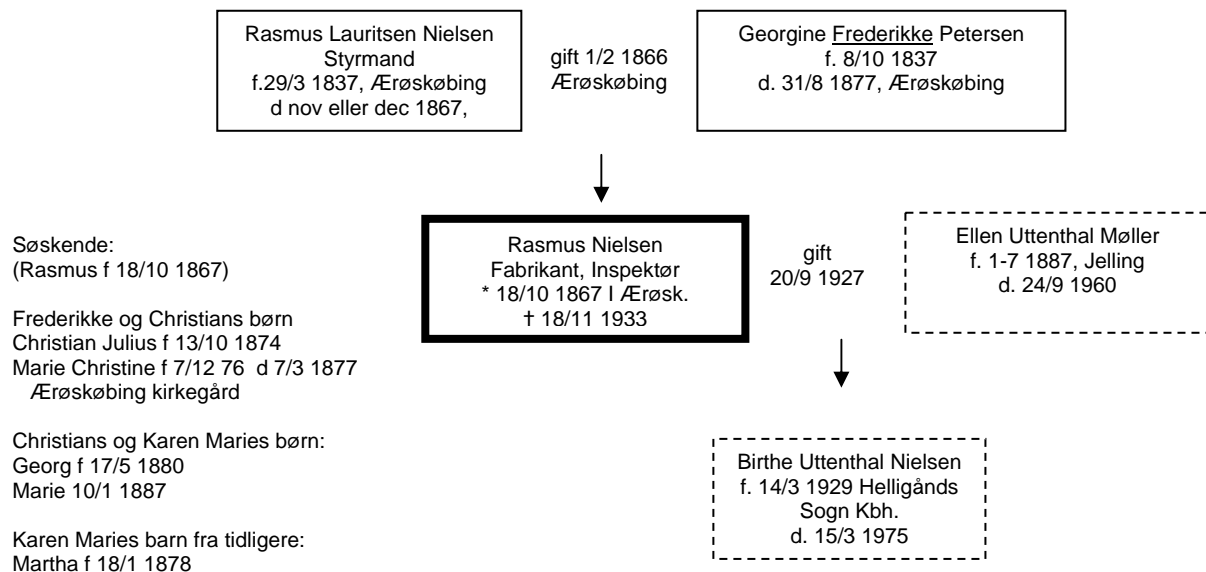 Rasmus Lauritsen Nielsen
Styrmand
f.29/3 1837, Ærøskøbing
d nov eller dec 1867,
gift 1/2 1866
Ærøskøbing
Georgine Frederikke Petersen
f. 8/10 1837
d. 31/8 1877, Ærøskøbing
Rasmus Nielsen
Fabrikant, Inspektør
* 18/10 1867 I Ærøsk.
† 18/11 1933
gift
20/9 1927
Ellen Uttenthal Møller
f. 1-7 1887, Jelling
d. 24/9 1960
Søskende:
(Rasmus f 18/10 1867)
Frederikke og Christians børn
Christian Julius f 13/10 1874
Marie Christine f 7/12 76  d 7/3 1877
Ærøskøbing kirkegård
Christians og Karen Maries børn:
Georg f 17/5 1880
Marie 10/1 1887
Karen Maries barn fra tidligere:
Martha f 18/1 1878
Birthe Uttenthal Nielsen
f. 14/3 1929 Helligånds
Sogn Kbh.
d. 15/3 1975